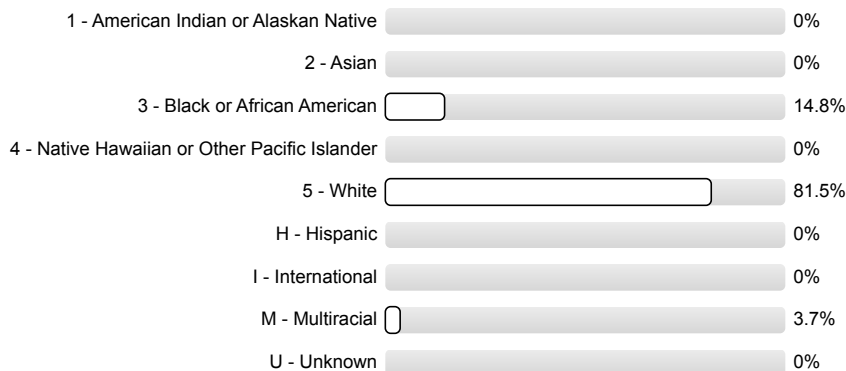 1 - American Indian or Alaskan Native 0%
2 - Asian 0%
3 - Black or African American 14.8%
4 - Native Hawaiian or Other Pacific Islander 0%
5 - White 81.5%
H - Hispanic 0%
I - International 0%
M - Multiracial 3.7%
U - Unknown 0%